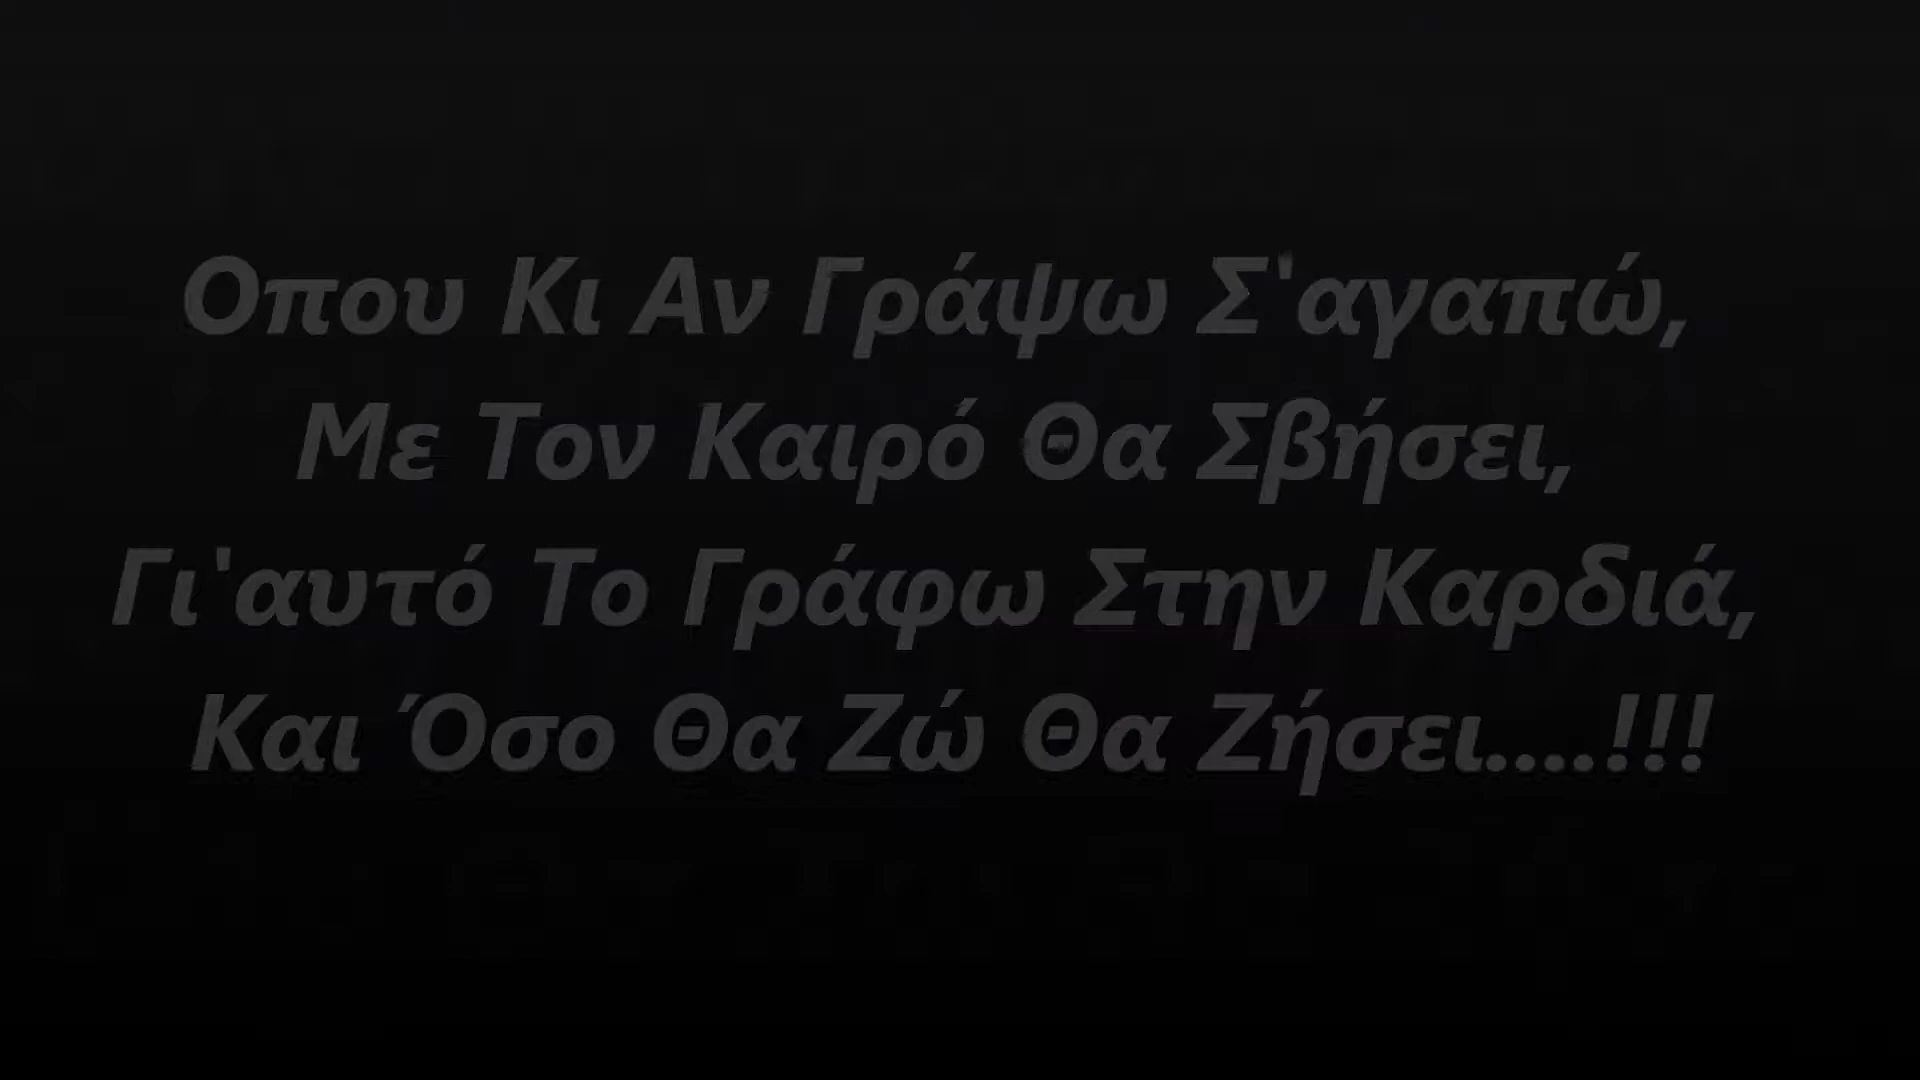 Οπου Κι Αν Γράψω Σ'αγαπώ,
Με Τον Καιρό Θα Σβήσει,
Γι'αυτό Το Γράφω Στην Καρδιά,
Και Όσο Θα Ζώ Θα Ζήσει....!!!